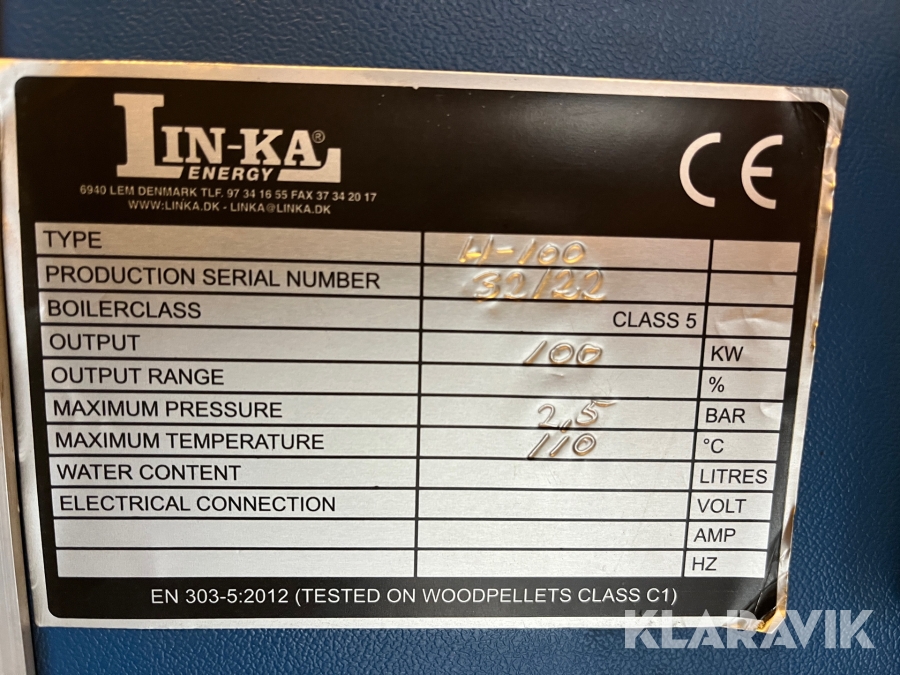 LIN-KA®
ENERGY
6940 LEM DENMARK TLF. 97 34 16 55 FAX 37 34 20 17
WWW:LINKA.DK - LINKA@LINKA.DK
CE
TYPE H-100
PRODUCTION SERIAL NUMBER 32/22
BOILERCLASS CLASS 5
OUTPUT 100 KW
OUTPUT RANGE %
MAXIMUM PRESSURE 2,5 BAR
MAXIMUM TEMPERATURE 110 °C
WATER CONTENT LITRES
ELECTRICAL CONNECTION VOLT
AMP
HZ
EN 303-5:2012 (TESTED ON WOODPELLETS CLASS C1)
KLARAVIK